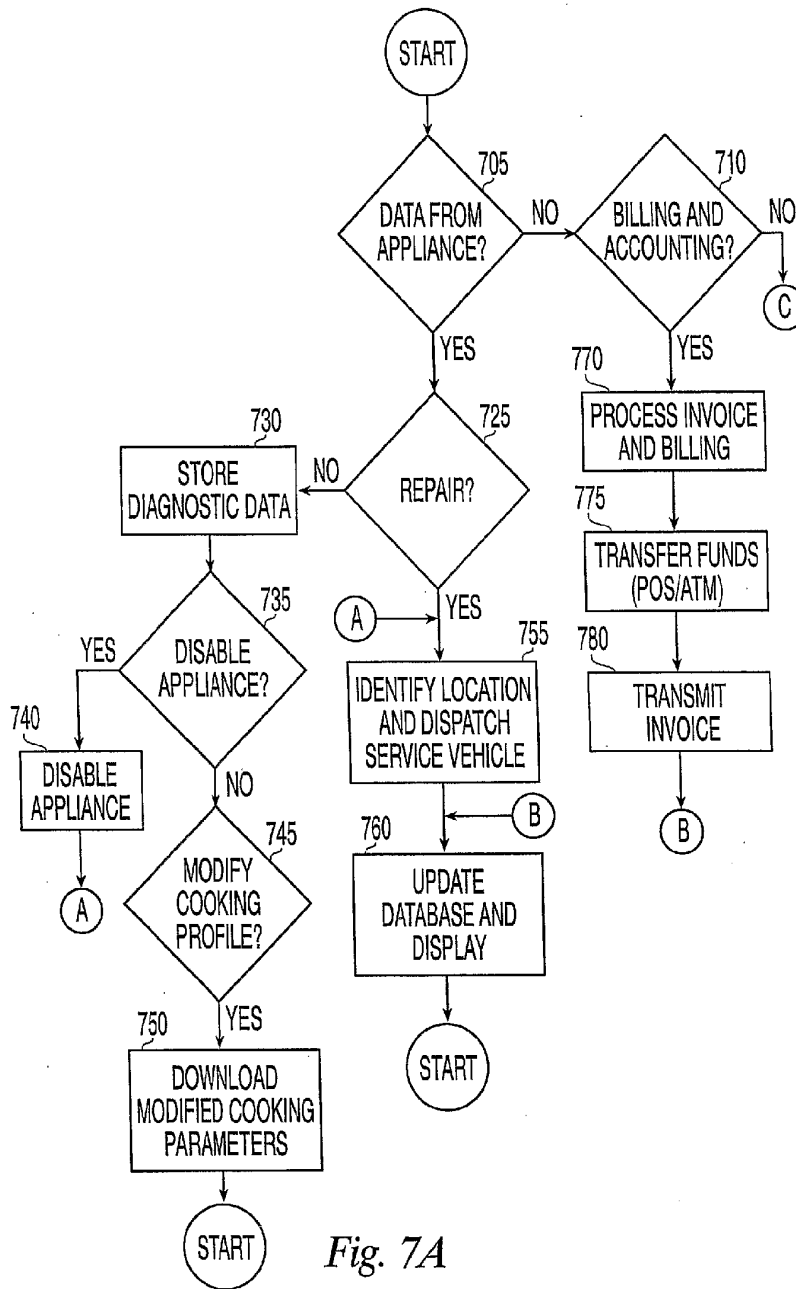 START
705
DATA FROM
APPLIANCE?
NO
710
BILLING AND
ACCOUNTING?
NO
C
YES
YES
770
PROCESS INVOICE
AND BILLING
725
REPAIR?
NO
730
STORE
DIAGNOSTIC DATA
775
TRANSFER FUNDS
(POS/ATM)
A
YES
735
DISABLE
APPLIANCE?
YES
755
IDENTIFY LOCATION
AND DISPATCH
SERVICE VEHICLE
780
TRANSMIT
INVOICE
740
DISABLE
APPLIANCE
NO
A
B
B
745
MODIFY
COOKING
PROFILE?
760
UPDATE
DATABASE AND
DISPLAY
YES
750
DOWNLOAD
MODIFIED COOKING
PARAMETERS
START
START
Fig. 7A